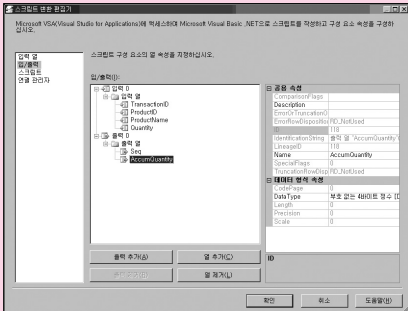 스크립트 변환 편집기
Microsoft VSA(Visual Studio for Applications)에 액세스하여 Microsoft Visual Basic .NET으로 스크립트를 작성하고 구성 요소 속성을 구성하십시오.
입력 열
입/출력
스크립트
연결 관리자
스크립트 구성 요소의 열 속성을 지정하십시오.
입/출력(I):
입력 0
입력 열
TransactionID
ProductID
ProductName
Quantity
출력 0
출력 열
Seq
AccumQuantity
공용 속성
ComparisonFlags
Description
ErrorOrTruncationO
ErrorRowDispositio RD_NotUsed
ID 118
IdentificationString 출력 열 "AccumQuantity"
LineageID 118
Name AccumQuantity
SpecialFlags 0
TruncationRowDisp RD_NotUsed
데이터 형식 속성
CodePage 0
DataType 부호 없는 4바이트 정수 [D
Length 0
Precision 0
Scale 0
ID
출력 추가(A)
열 추가(C)
열 제거(L)
확인
취소
도움말(H)